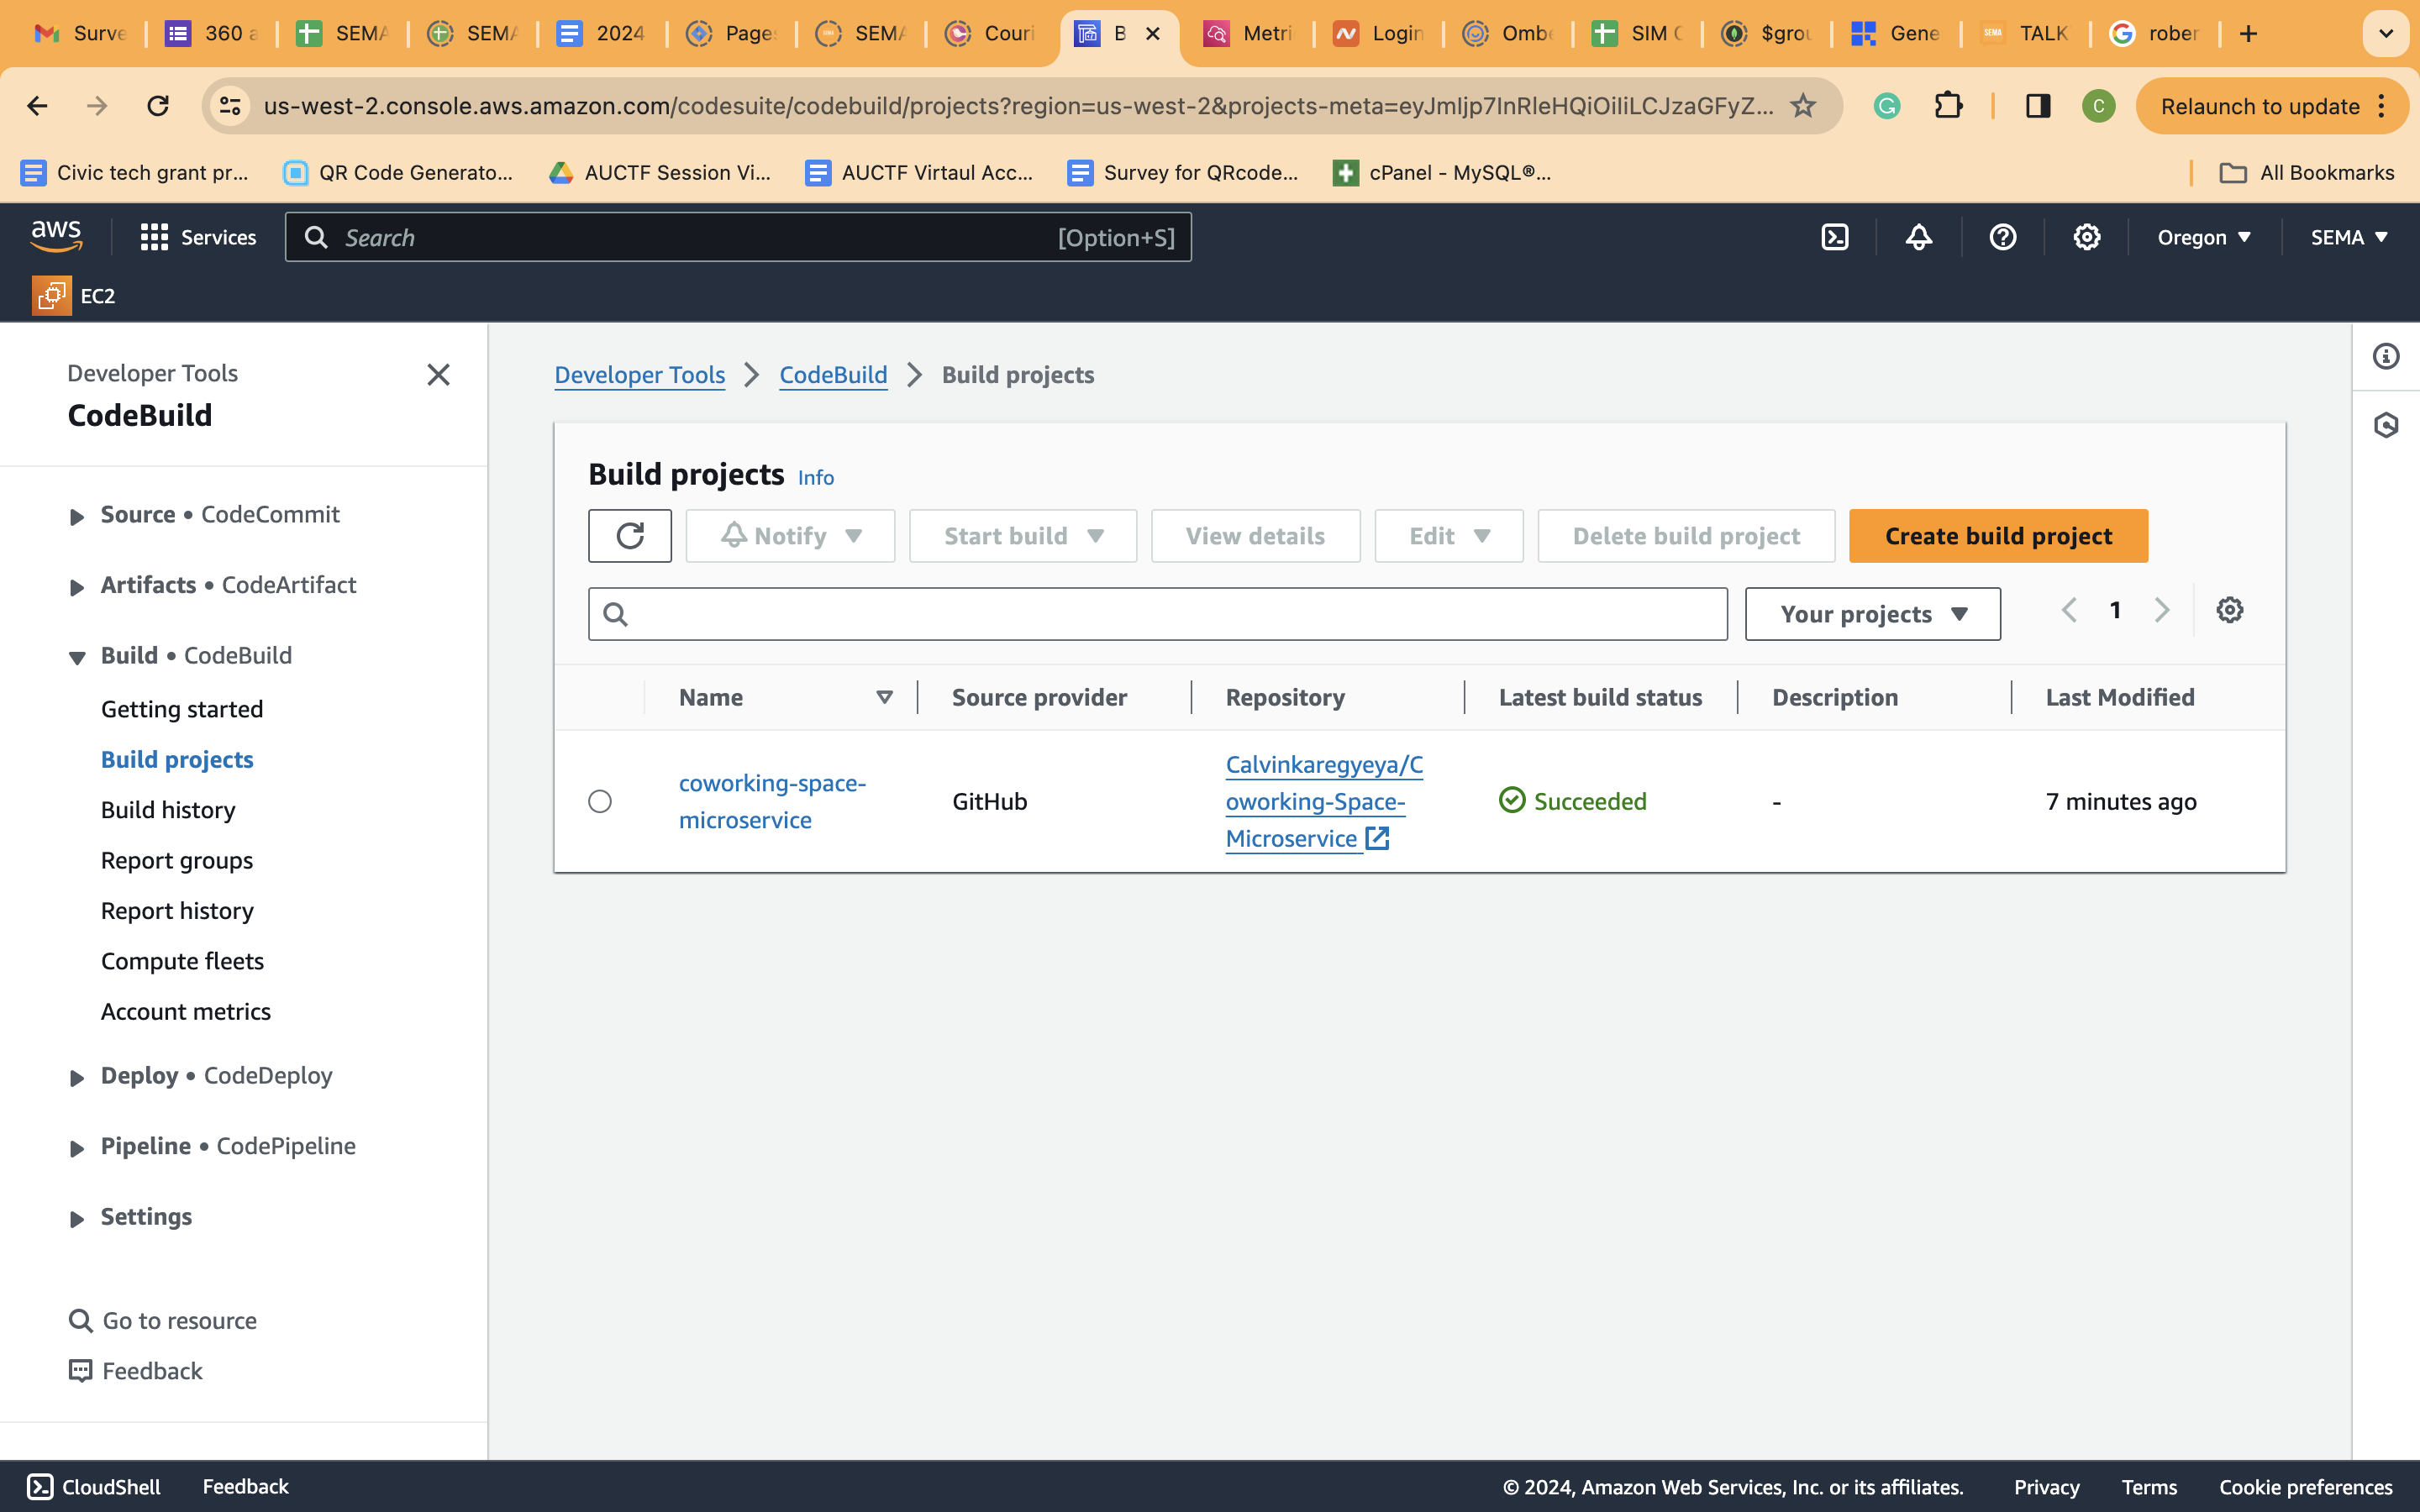 Surve
360 a
SEMA
SEMA
2024
Page
SEMA
Couri
B
Metri
Login
Ombe
SIM C
$grou
Gene
SEMA TALK
rober
us-west-2.console.aws.amazon.com/codesuite/codebuild/projects?region=us-west-2&projects-meta=eyJmIjp7InRleHQiOiIiLCJzaGFyZ...
C
Relaunch to update
Civic tech grant pr...
QR Code Generato...
AUCTF Session Vi...
AUCTF Virtaul Acc...
Survey for QRcode...
cPanel - MySQL®...
All Bookmarks
aws
Services
Search
[Option+S]
Oregon
SEMA
EC2
Developer Tools
CodeBuild
Source • CodeCommit
Artifacts • CodeArtifact
Build • CodeBuild
Getting started
Build projects
Build history
Report groups
Report history
Compute fleets
Account metrics
Deploy • CodeDeploy
Pipeline • CodePipeline
Settings
Go to resource
Feedback
Developer Tools > CodeBuild > Build projects
Build projects Info
Notify
Start build
View details
Edit
Delete build project
Create build project
Your projects
1
Name
Source provider
Repository
Latest build status
Description
Last Modified
coworking-space-
microservice
GitHub
Calvinkaregyeya/C
oworking-Space-
Microservice
Succeeded
-
7 minutes ago
CloudShell
Feedback
© 2024, Amazon Web Services, Inc. or its affiliates.
Privacy
Terms
Cookie preferences